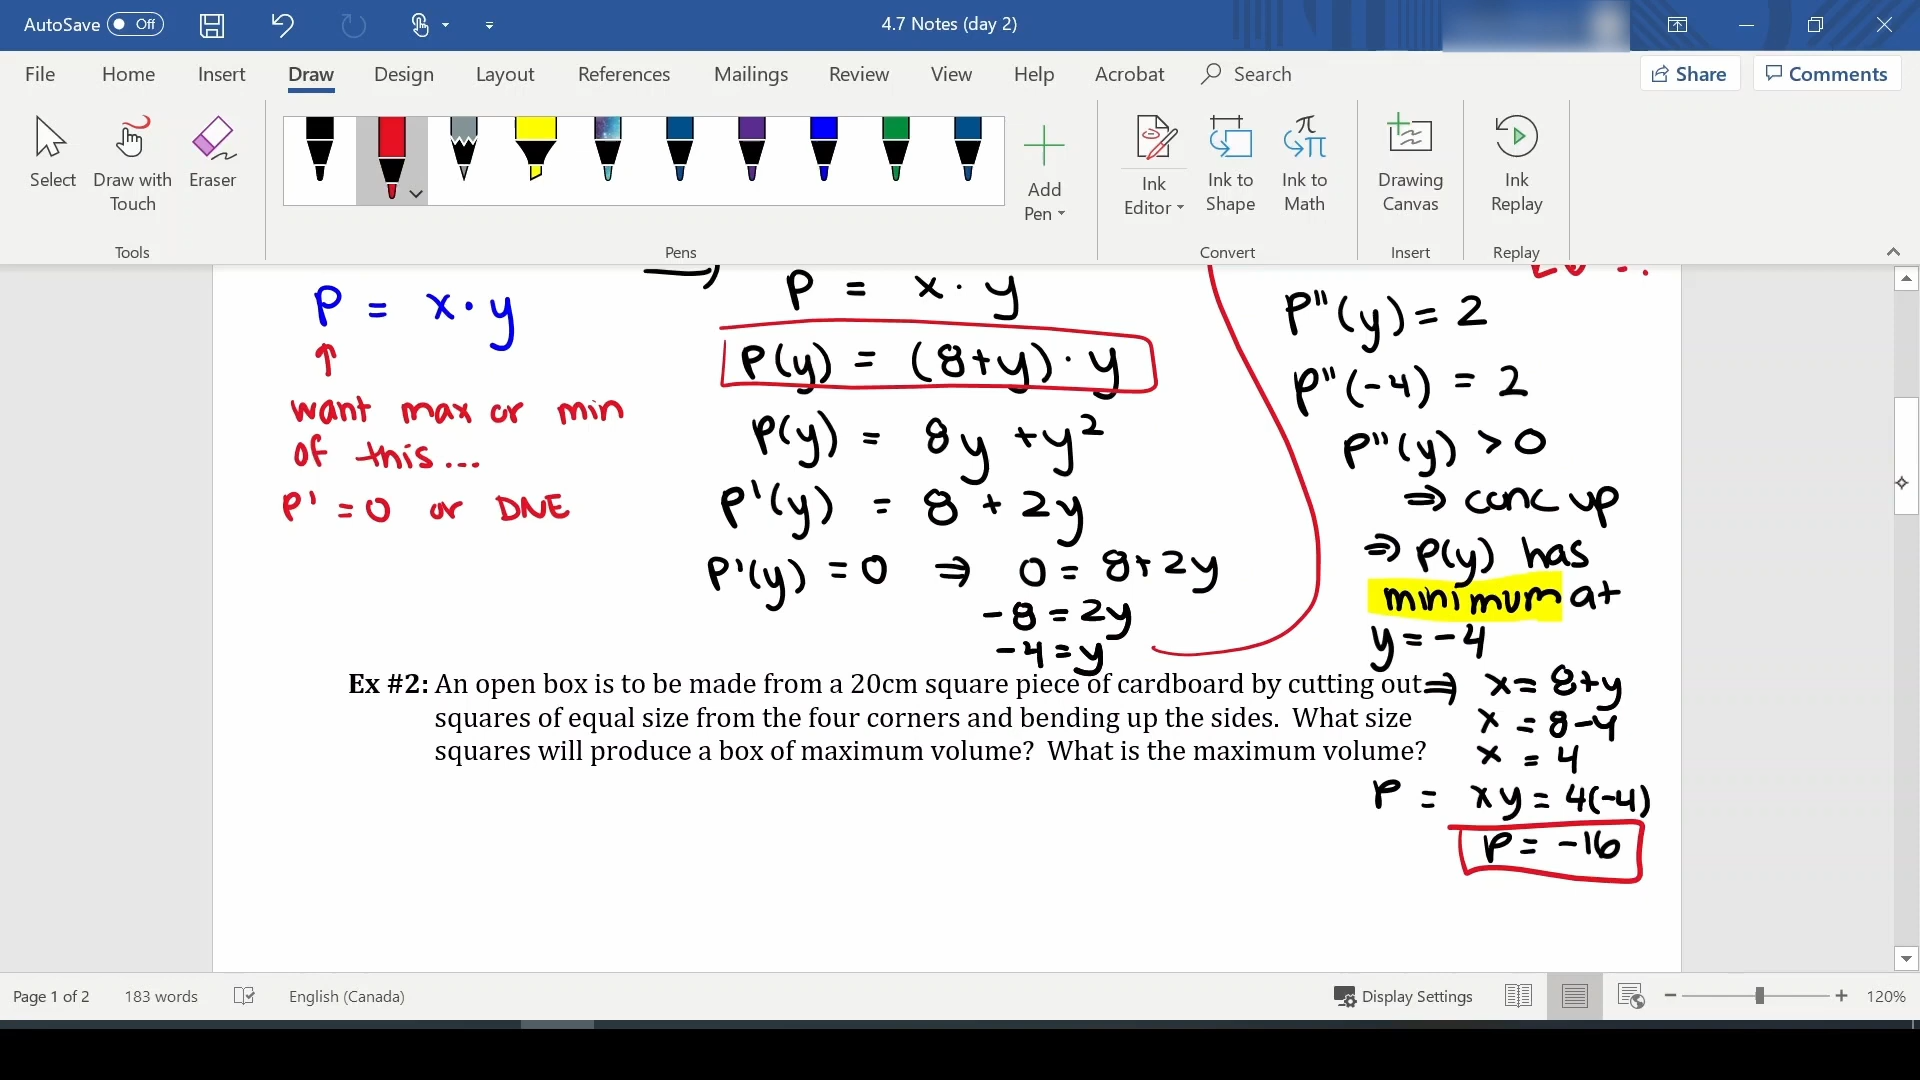 AutoSave Off
4.7 Notes (day 2)
File Home Insert Draw Design Layout References Mailings Review View Help Acrobat Search
Share Comments
Select
Draw with Touch
Eraser
Add Pen
Ink Editor
Ink to Shape
Ink to Math
Drawing Canvas
Ink Replay
Tools Pens Convert Insert Replay
P = x · y
↑
want max or min
of this...
P' = 0 or DNE
P = x · y
P(y) = (8+y) · y
P(y) = 8y + y²
P'(y) = 8 + 2y
P'(y) = 0 ⇒ 0 = 8 + 2y
-8 = 2y
-4 = y
P"(y) = 2
P"(-4) = 2
P"(y) > 0
⇒ conc up
⇒ P(y) has
minimum at
y = -4
⇒ x = 8+y
x = 8-4
x = 4
P = xy = 4(-4)
P = -16
Ex #2: An open box is to be made from a 20cm square piece of cardboard by cutting out
squares of equal size from the four corners and bending up the sides. What size
squares will produce a box of maximum volume? What is the maximum volume?
Page 1 of 2 183 words English (Canada) Display Settings 120%